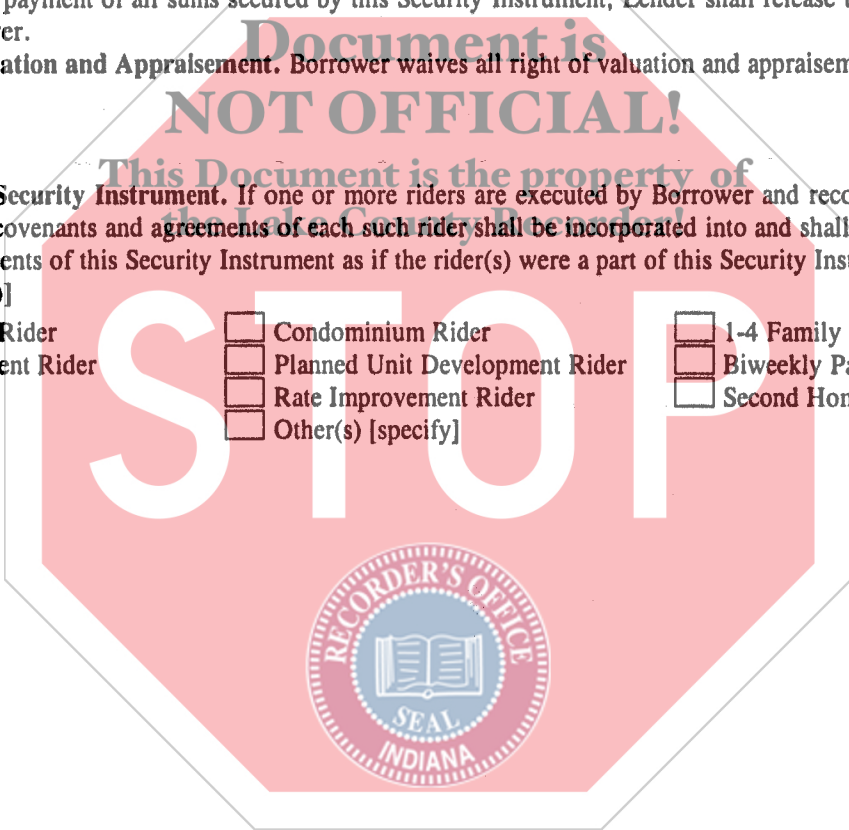 payment of all sums secured by this Security Instrument, Lender shall release
er.
Document is
ation and Appraisement. Borrower waives all right of valuation and appraisem
NOT OFFICIAL!
This Document is the property of
Security Instrument. If one or more riders are executed by Borrower and reco
the Lake County Recorder!
covenants and agreements of each such rider shall be incorporated into and shall
ents of this Security Instrument as if the rider(s) were a part of this Security Ins
)]
Rider Condominium Rider 1-4 Family
ent Rider Planned Unit Development Rider Biweekly Pa
Rate Improvement Rider Second Hom
Other(s) [specify]
STOP
RECORDER'S OFFICE
SEAL
INDIANA